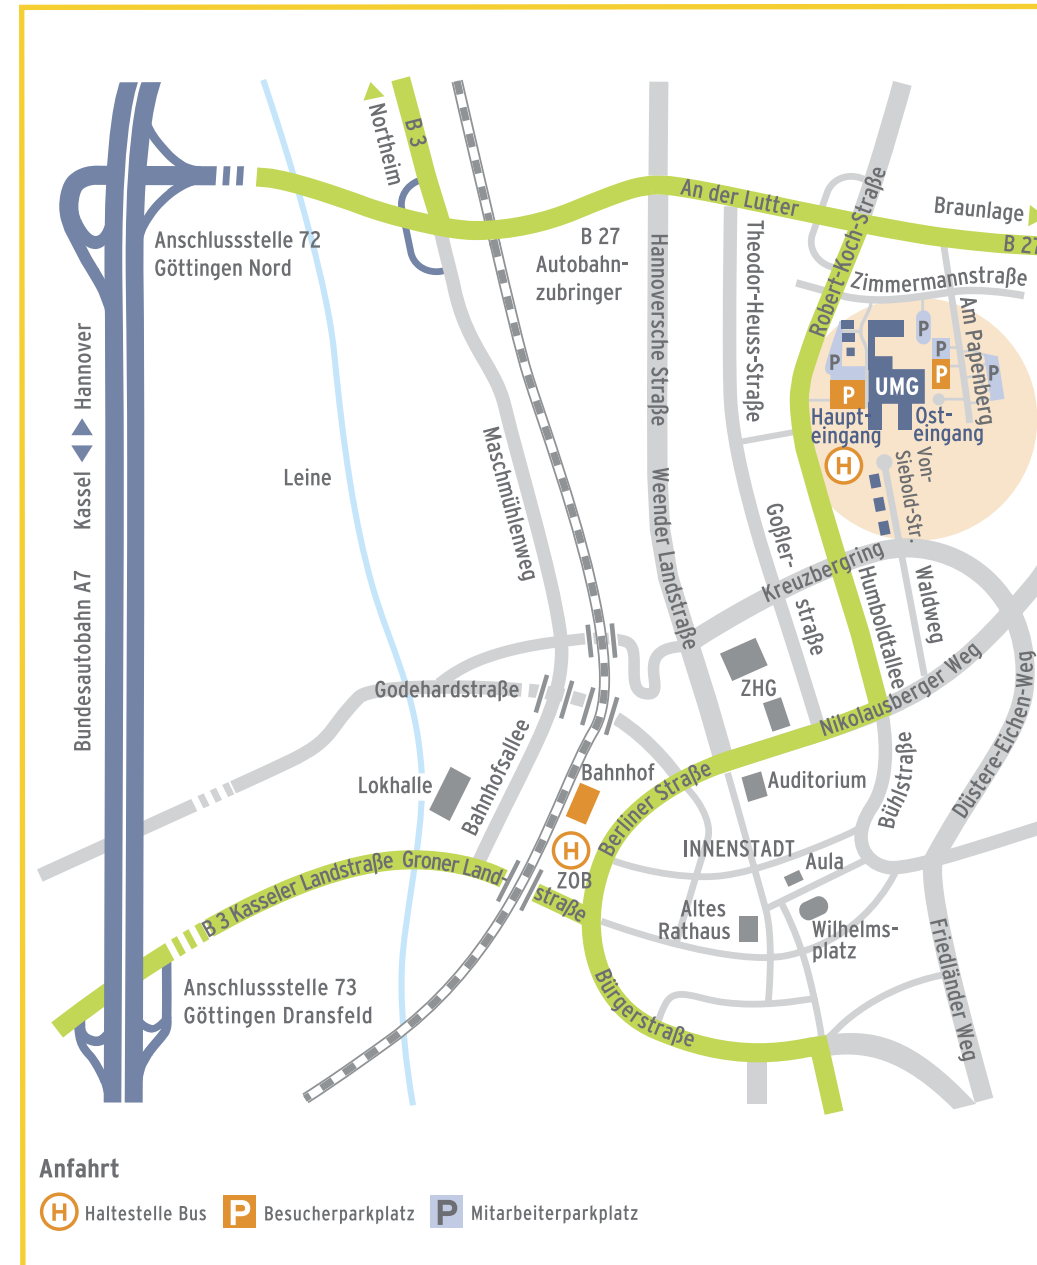 Northeim
B 3
An der Lutter
Robert-Koch-Straße
Braunlage
B 27
Anschlussstelle 72
Göttingen Nord
B 27
Autobahn-
zubringer
Hannoversche Straße
Theodor-Heuss-Straße
Zimmermannstraße
Am Papenberg
P
P
P
P
P
P
UMG
Haupt-
eingang
Ost-
eingang
H
Von-
Siebold-Str.
Kassel
Hannover
Bundesautobahn A7
Leine
Maschmühlenweg
Weender Landstraße
Goßler-
straße
Kreuzbergring
Humboldtallee
Waldweg
ZHG
Nikolausberger Weg
Düstere-Eichen-Weg
Godehardstraße
Bahnhofsallee
Lokhalle
Bahnhof
Berliner Straße
Auditorium
Bühlstraße
H
ZOB
INNENSTADT
Aula
B 3 Kasseler Landstraße
Groner Land-
straße
Altes
Rathaus
Wilhelms-
platz
Friedländer Weg
Anschlussstelle 73
Göttingen Dransfeld
Bürgerstraße
Anfahrt
H Haltestelle Bus P Besucherparkplatz P Mitarbeiterparkplatz